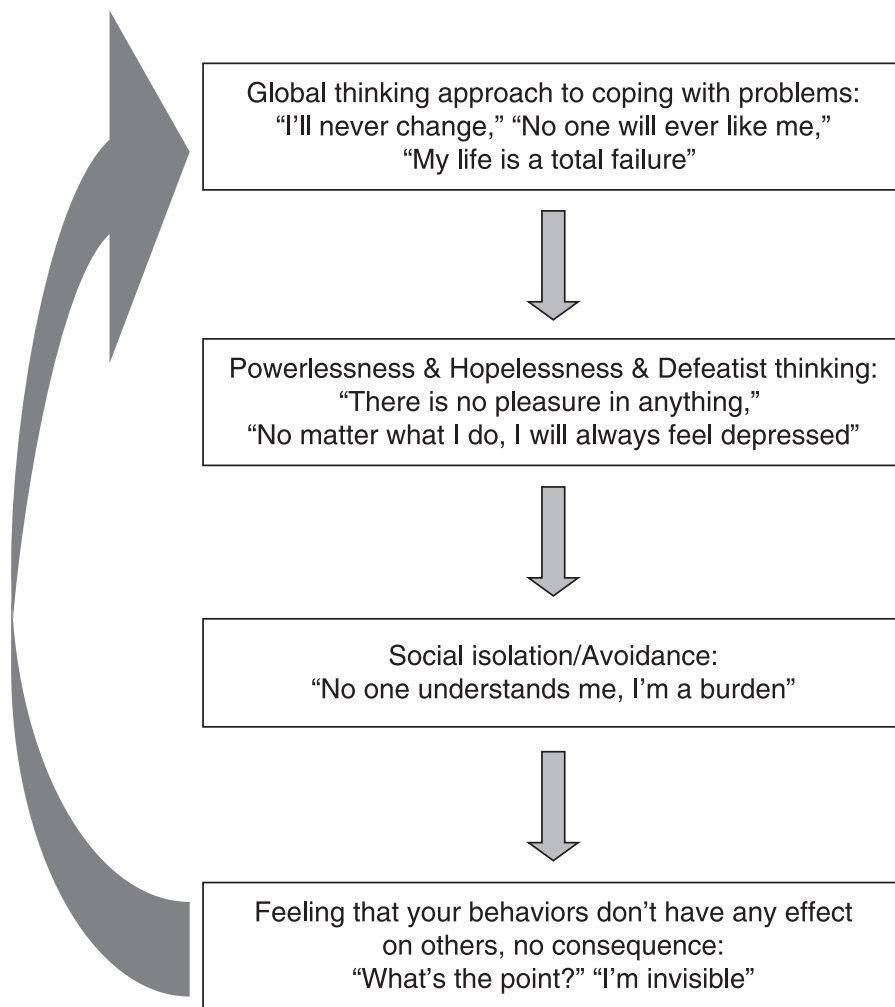 Global thinking approach to coping with problems:
“I’ll never change,” “No one will ever like me,”
“My life is a total failure”
Powerlessness & Hopelessness & Defeatist thinking:
“There is no pleasure in anything,”
“No matter what I do, I will always feel depressed”
Social isolation/Avoidance:
“No one understands me, I’m a burden”
Feeling that your behaviors don’t have any effect
on others, no consequence:
“What’s the point?” “I’m invisible”